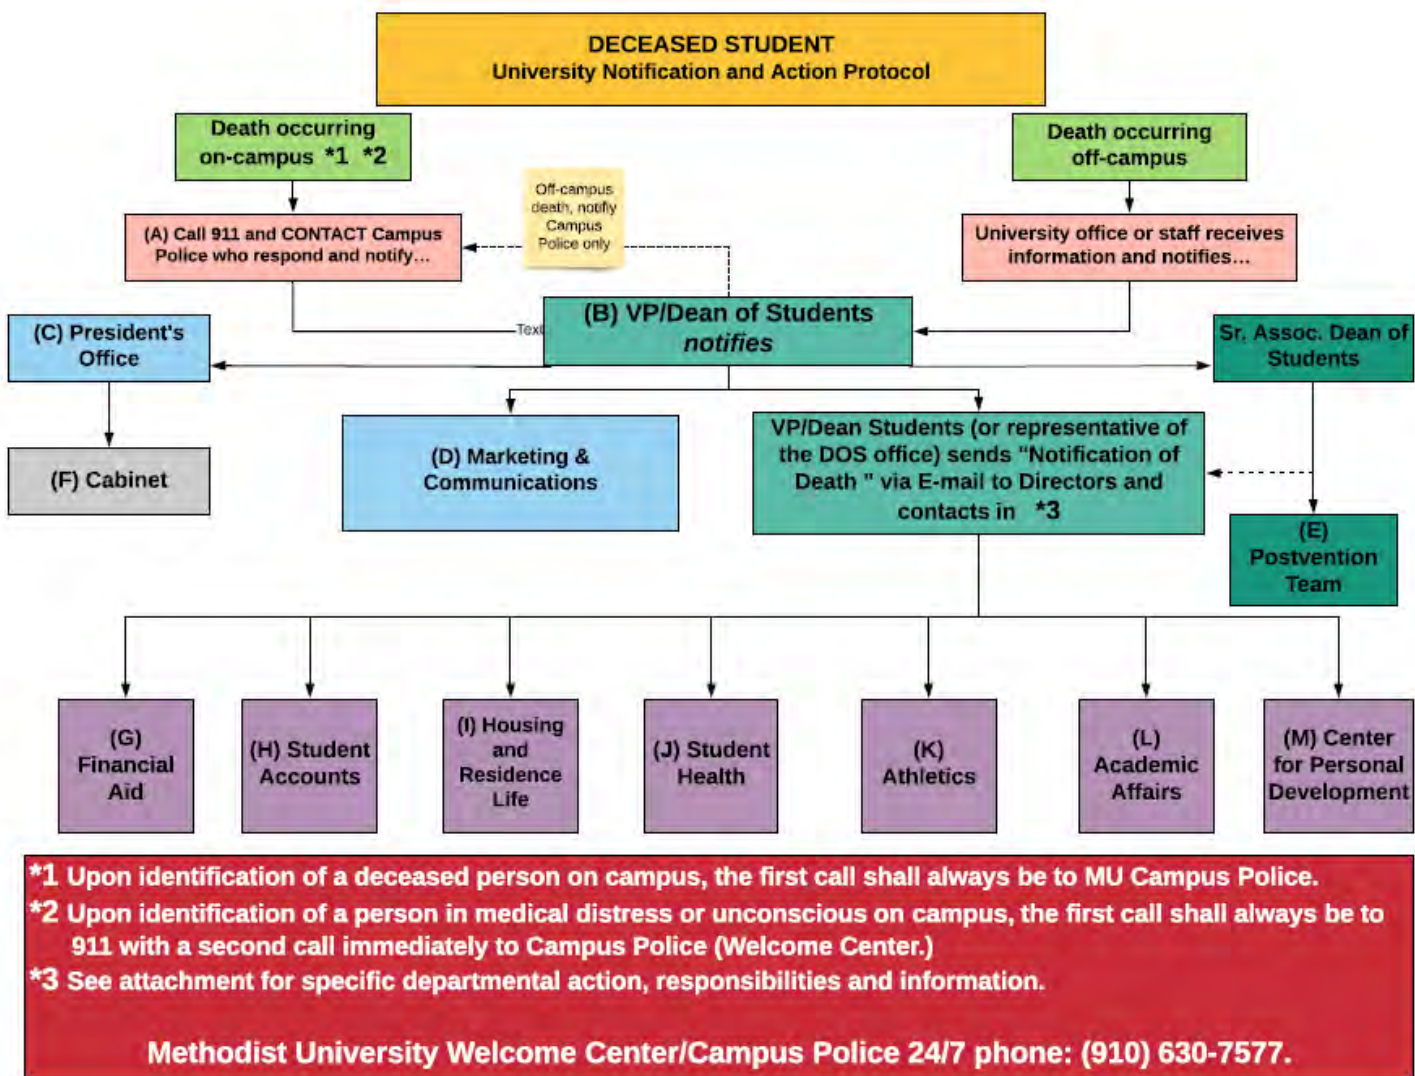 DECEASED STUDENT
University Notification and Action Protocol
Death occurring
on-campus *1 *2
Death occurring
off-campus
Off-campus
death, notifiy
Campus
Police only
(A) Call 911 and CONTACT Campus
Police who respond and notify...
University office or staff receives
information and notifies...
Text
(B) VP/Dean of Students
notifies
(C) President's
Office
Sr. Assoc. Dean of
Students
(F) Cabinet
(D) Marketing &
Communications
VP/Dean Students (or representative of
the DOS office) sends "Notification of
Death " via E-mail to Directors and
contacts in *3
(E)
Postvention
Team
(G)
Financial
Aid
(H) Student
Accounts
(I) Housing
and
Residence
Life
(J) Student
Health
(K)
Athletics
(L)
Academic
Affairs
(M) Center
for Personal
Development
*1 Upon identification of a deceased person on campus, the first call shall always be to MU Campus Police.
*2 Upon identification of a person in medical distress or unconscious on campus, the first call shall always be to
911 with a second call immediately to Campus Police (Welcome Center.)
*3 See attachment for specific departmental action, responsibilities and information.
Methodist University Welcome Center/Campus Police 24/7 phone: (910) 630-7577.